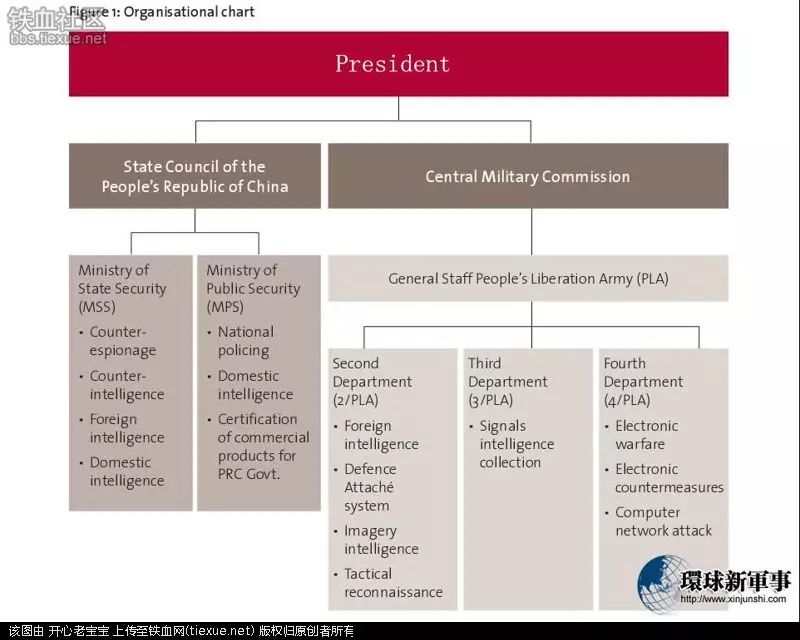 铁血社区
bbs.tiexue.net
Figure 1: Organisational chart
President
State Council of the
People's Republic of China
Central Military Commission
Ministry of
State Security
(MSS)
• Counter-
espionage
• Counter-
intelligence
• Foreign
intelligence
• Domestic
intelligence
Ministry of
Public Security
(MPS)
• National
policing
• Domestic
intelligence
• Certification
of commercial
products for
PRC Govt.
General Staff People's Liberation Army (PLA)
Second
Department
(2/PLA)
• Foreign
intelligence
• Defence
Attaché
system
• Imagery
intelligence
• Tactical
reconnaissance
Third
Department
(3/PLA)
• Signals
intelligence
collection
Fourth
Department
(4/PLA)
• Electronic
warfare
• Electronic
countermeasures
• Computer
network attack
環球新軍事
http://www.xinjunshi.com
该图由 开心老宝宝 上传至铁血网(tiexue.net) 版权归原创者所有